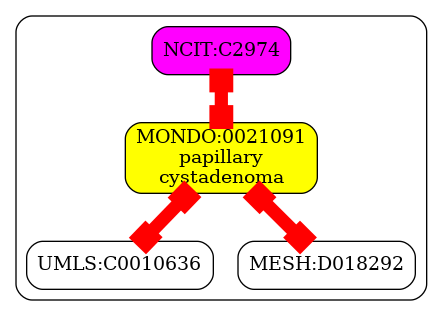 NCIT:C2974
MONDO:0021091
papillary
cystadenoma
UMLS:C0010636
MESH:D018292